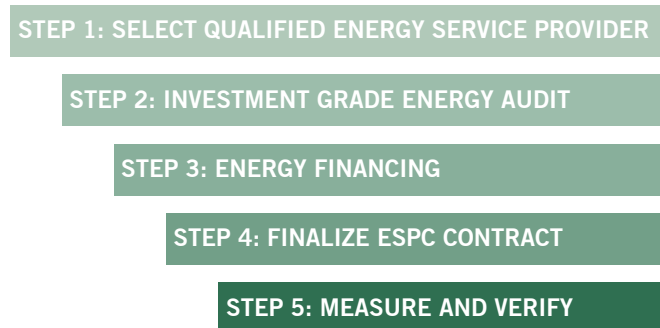 STEP 1: SELECT QUALIFIED ENERGY SERVICE PROVIDER
STEP 2: INVESTMENT GRADE ENERGY AUDIT
STEP 3: ENERGY FINANCING
STEP 4: FINALIZE ESPC CONTRACT
STEP 5: MEASURE AND VERIFY